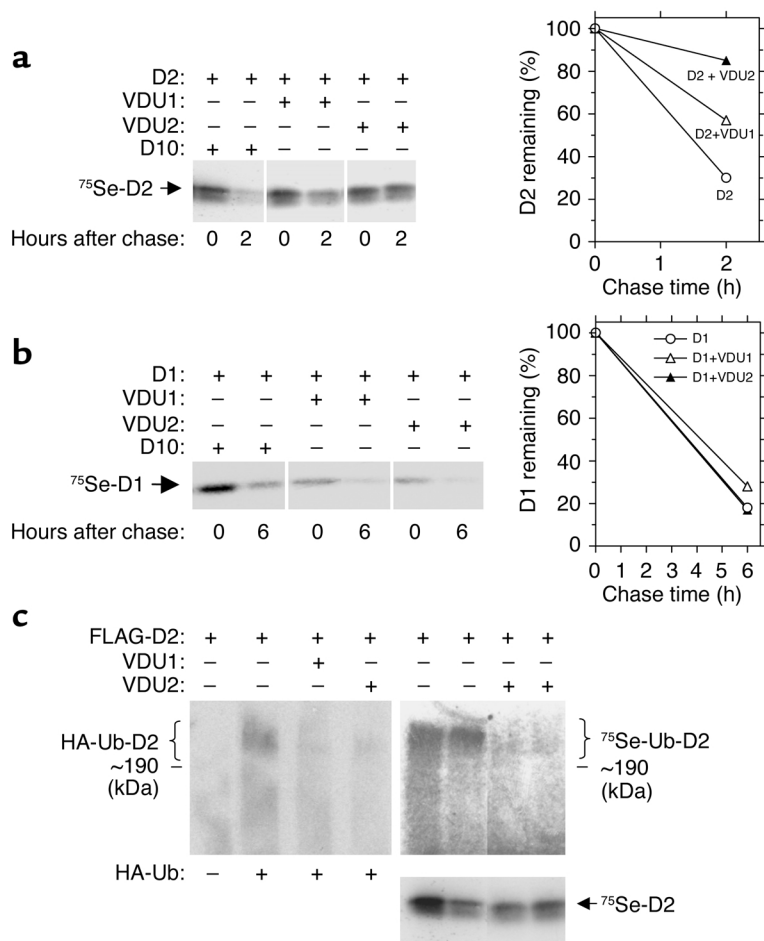 a
D2: + + + + + +
VDU1: – – + + – –
VDU2: – – – – + +
D10: + + – – – –
⁷⁵Se-D2
Hours after chase: 0 2 0 2 0 2
D2 remaining (%)
100
80
60
40
20
0
D2 + VDU2
D2+VDU1
D2
0 1 2
Chase time (h)
b
D1: + + + + + +
VDU1: – – + + – –
VDU2: – – – – + +
D10: + + – – – –
⁷⁵Se-D1
Hours after chase: 0 6 0 6 0 6
D1 remaining (%)
100
80
60
40
20
0
D1
D1+VDU1
D1+VDU2
0 1 2 3 4 5 6
Chase time (h)
c
FLAG-D2: + + + + + + + +
VDU1: – – + – – – – –
VDU2: – – – + – – + +
HA-Ub-D2
~190 –
(kDa)
⁷⁵Se-Ub-D2
– ~190
(kDa)
HA-Ub: – + + +
⁷⁵Se-D2